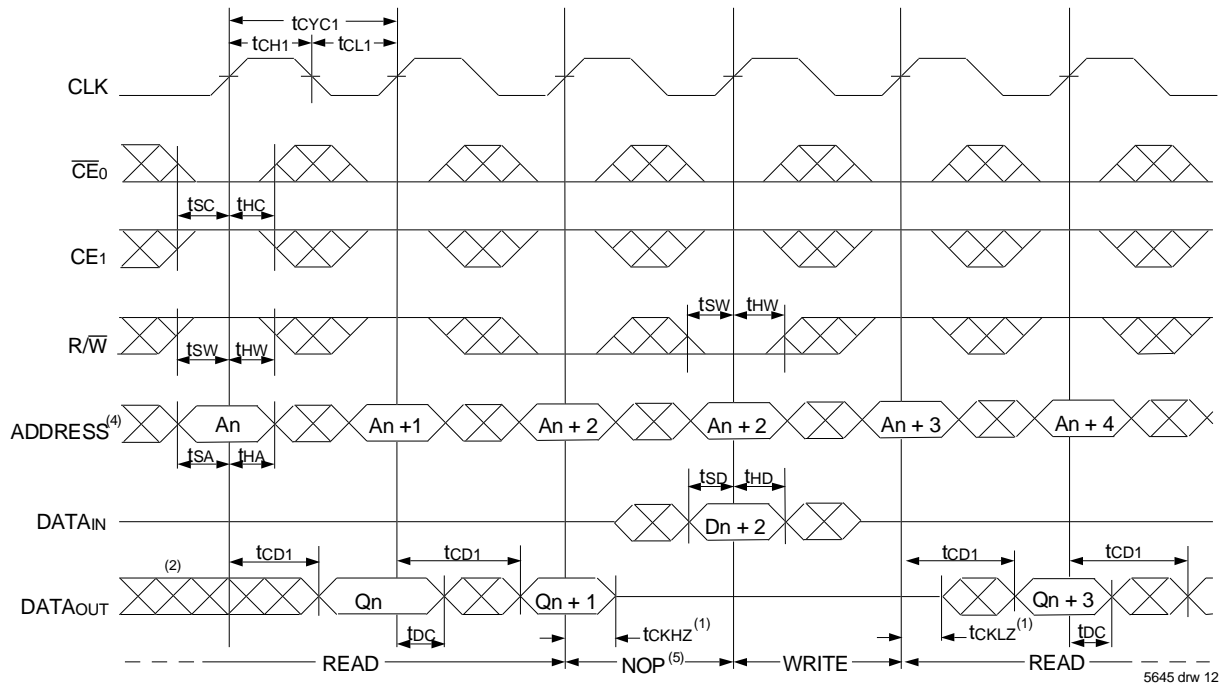 tCYC1
tCH1 tCL1
CLK
CE0
tSC tHC
CE1
tSW tHW
R/W
tSW tHW
ADDRESS(4) An An +1 An + 2 An + 2 An + 3 An + 4
tSA tHA
tSD tHD
DATAIN Dn + 2
tCD1 tCD1 tCD1 tCD1
(2)
DATAOUT Qn Qn + 1 Qn + 3
tDC tCKHZ(1) tCKLZ(1) tDC
READ NOP(5) WRITE READ
5645 drw 12